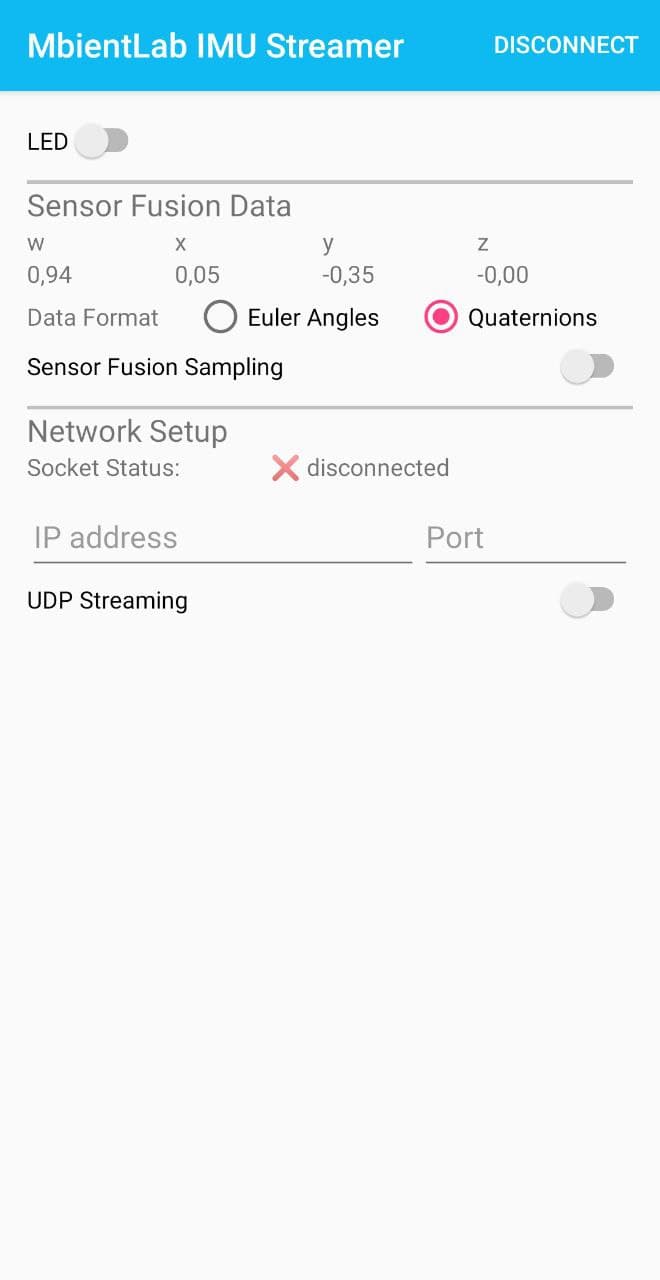 MbientLab IMU Streamer DISCONNECT
LED
Sensor Fusion Data
w x y z
0,94 0,05 -0,35 -0,00
Data Format Euler Angles Quaternions
Sensor Fusion Sampling
Network Setup
Socket Status: ❌ disconnected
IP address Port
UDP Streaming